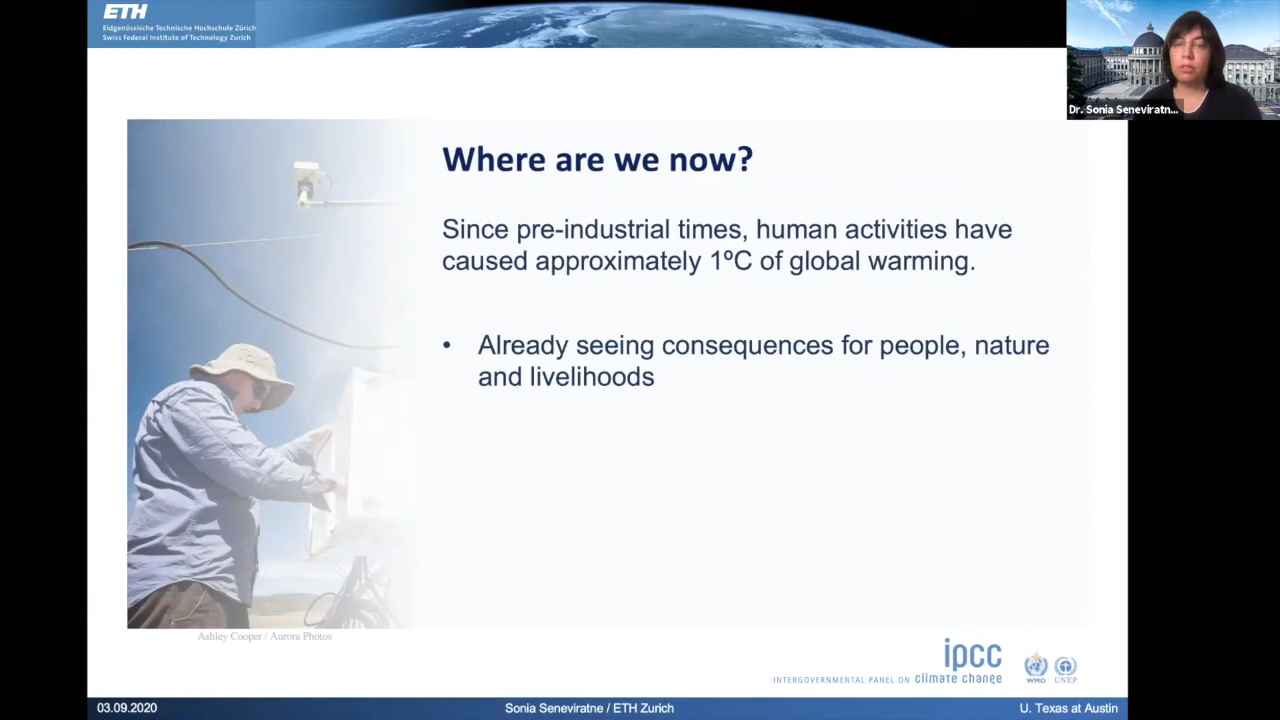 ETH
Eidgenössische Technische Hochschule Zürich
Swiss Federal Institute of Technology Zurich
Dr. Sonia Seneviratn...
Where are we now?
Since pre-industrial times, human activities have
caused approximately 1ºC of global warming.
• Already seeing consequences for people, nature
and livelihoods
Ashley Cooper / Aurora Photos
ipcc
INTERGOVERNMENTAL PANEL ON climate change
WMO
UNEP
03.09.2020
Sonia Seneviratne / ETH Zurich
U. Texas at Austin